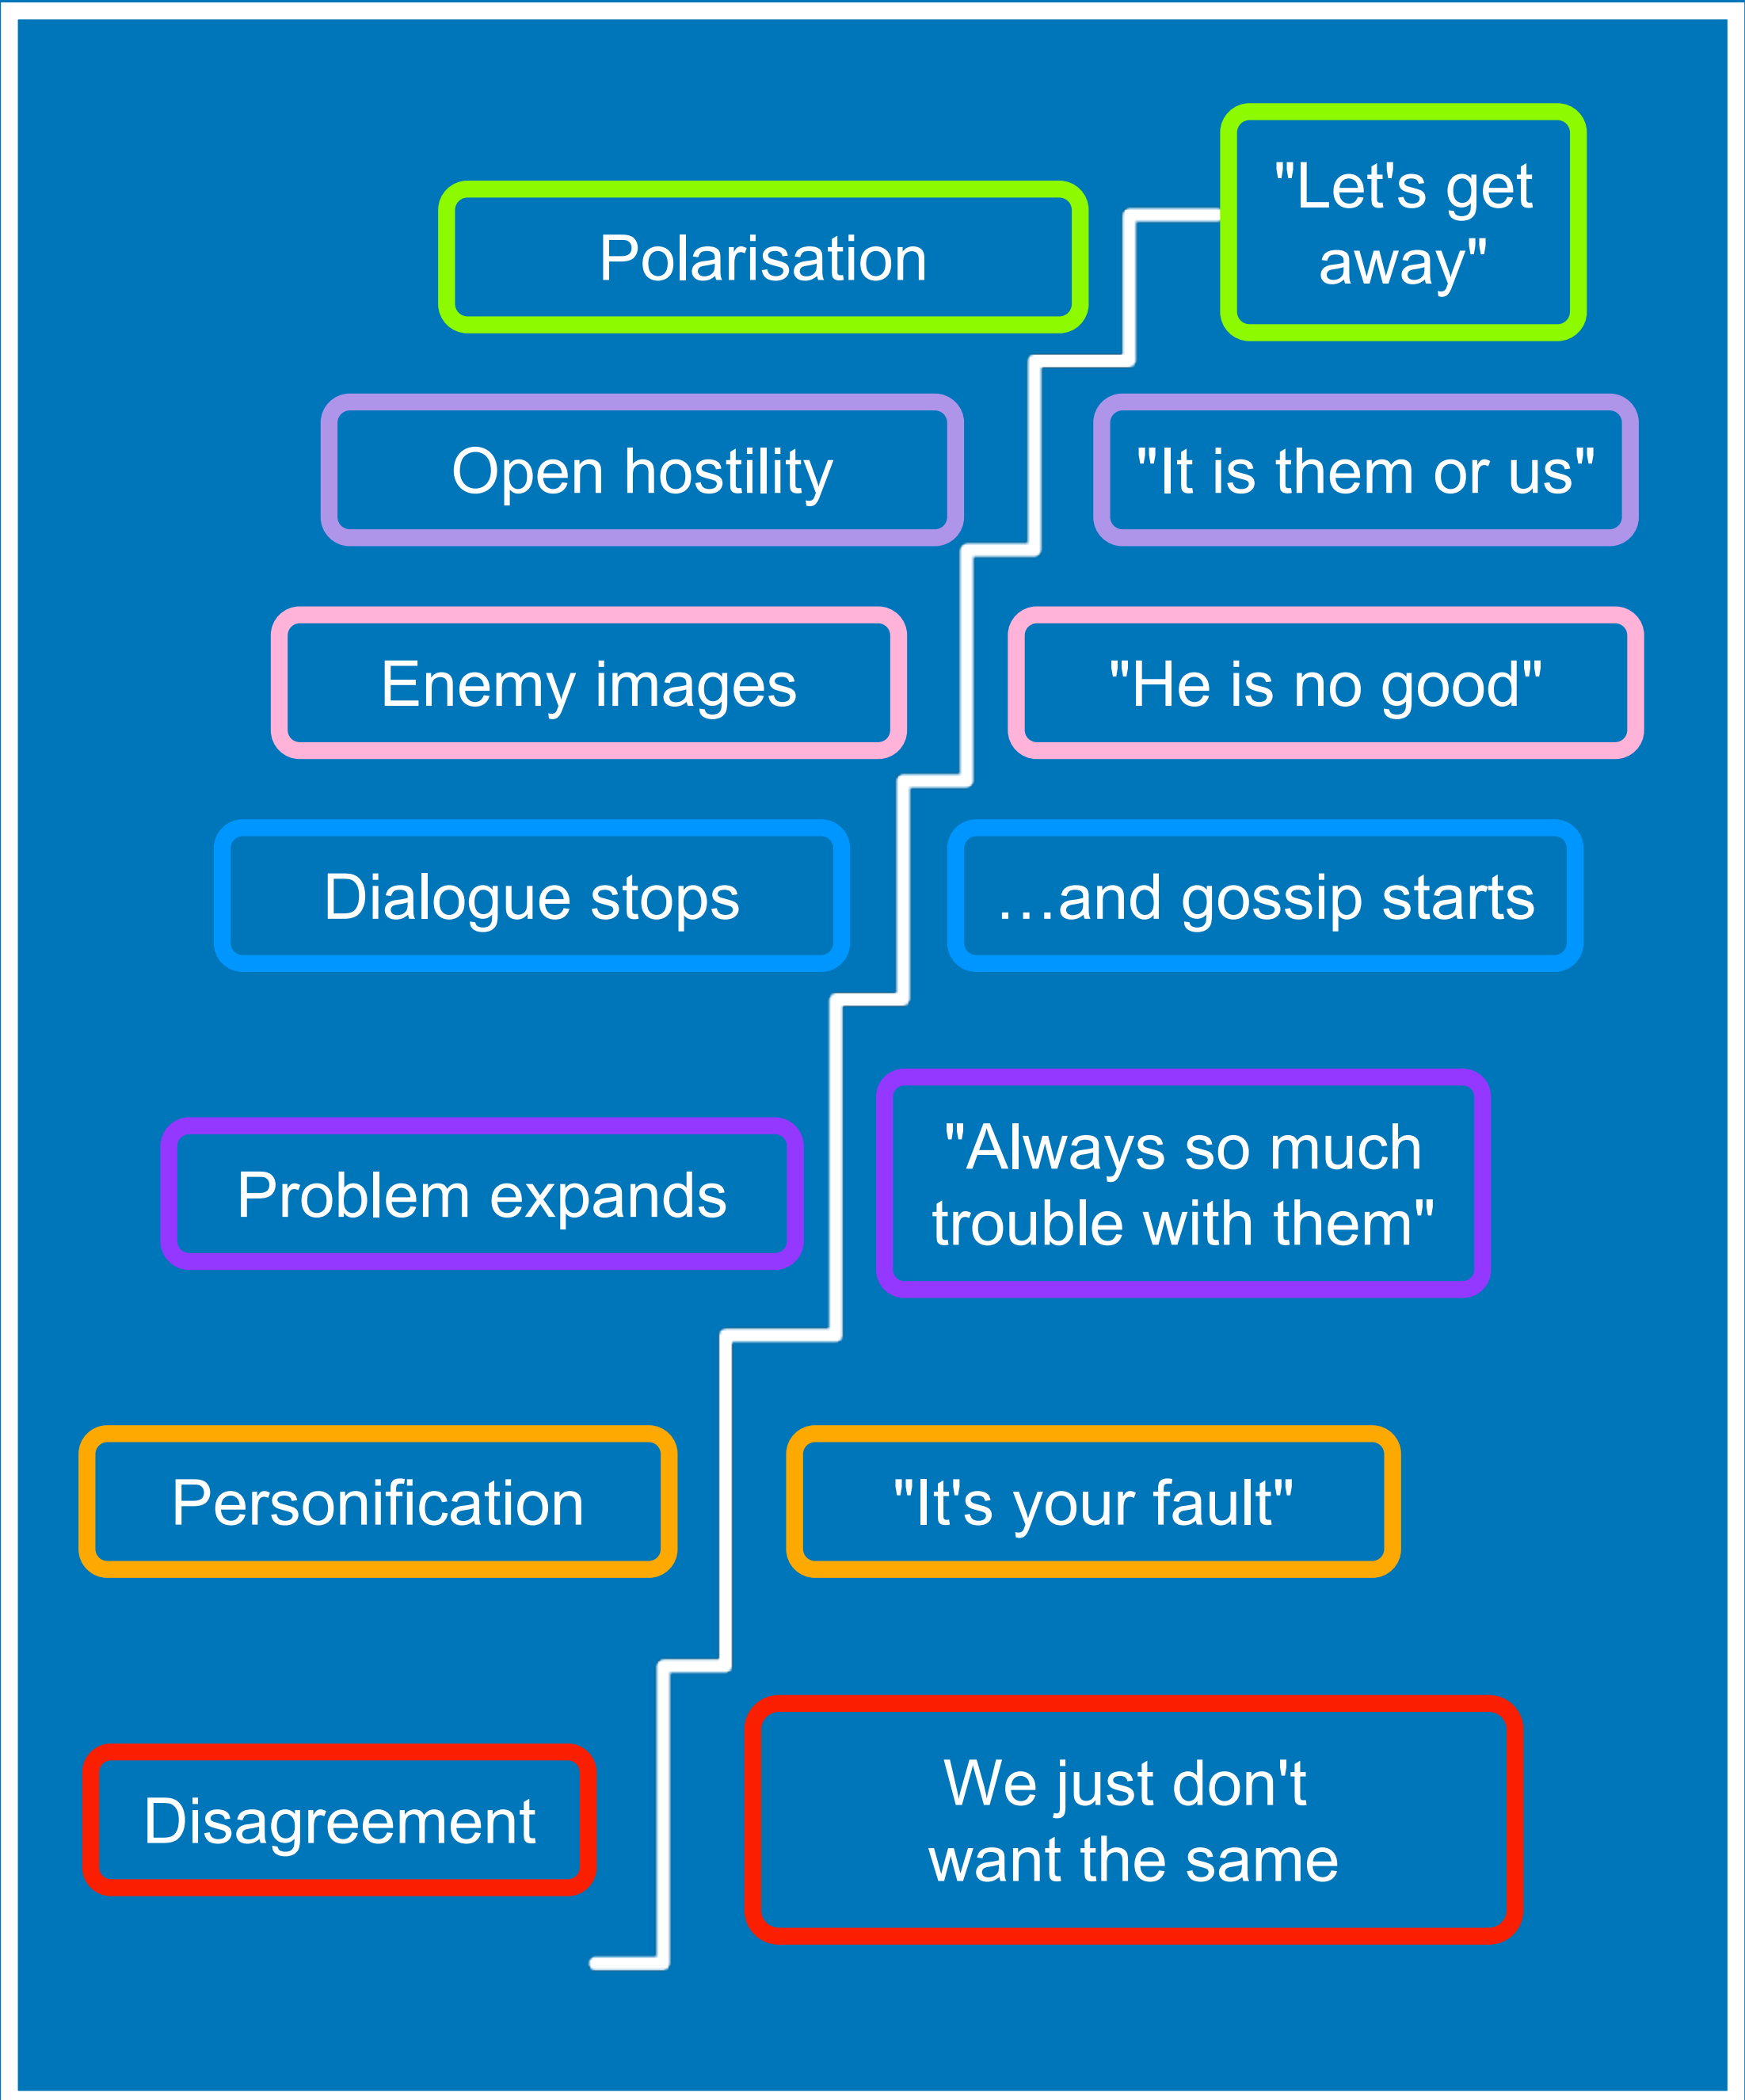 Polarisation
"Let's get
away"
Open hostility
"It is them or us"
Enemy images
"He is no good"
Dialogue stops
...and gossip starts
Problem expands
"Always so much
trouble with them"
Personification
"It's your fault"
Disagreement
We just don't
want the same